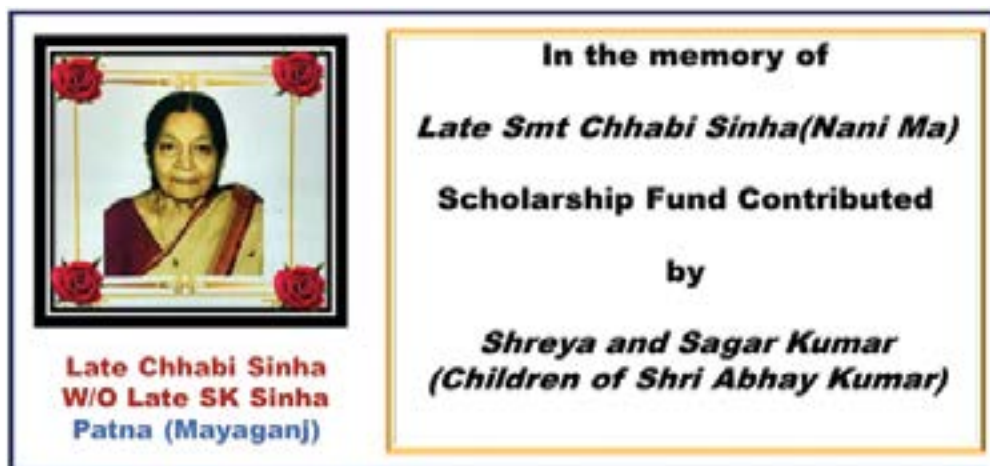 Late Chhabi Sinha
W/O Late SK Sinha
Patna (Mayaganj)
In the memory of
Late Smt Chhabi Sinha(Nani Ma)
Scholarship Fund Contributed
by
Shreya and Sagar Kumar
(Children of Shri Abhay Kumar)